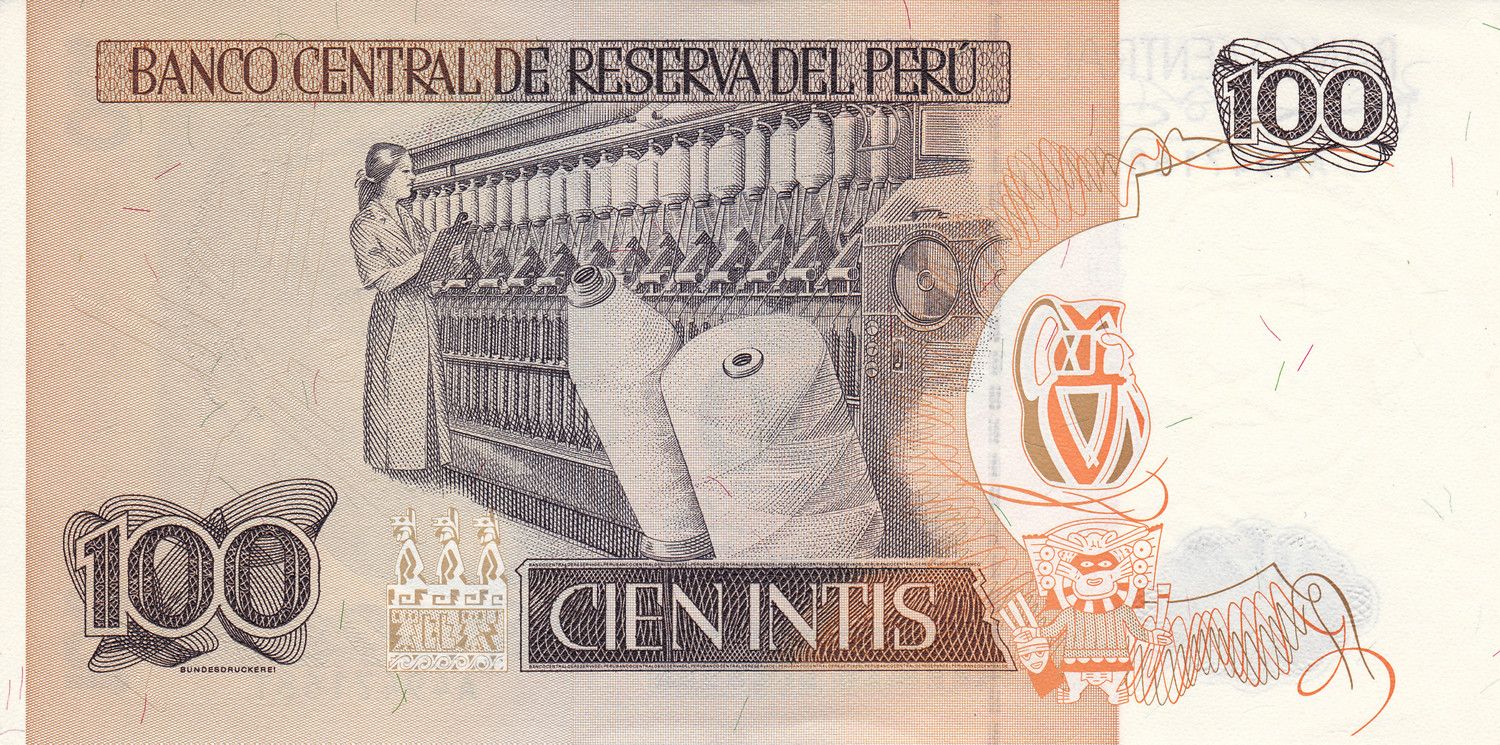 BANCO CENTRAL DE RESERVA DEL PERÚ
100
100
CIEN INTIS
BUNDESDRUCKEREI